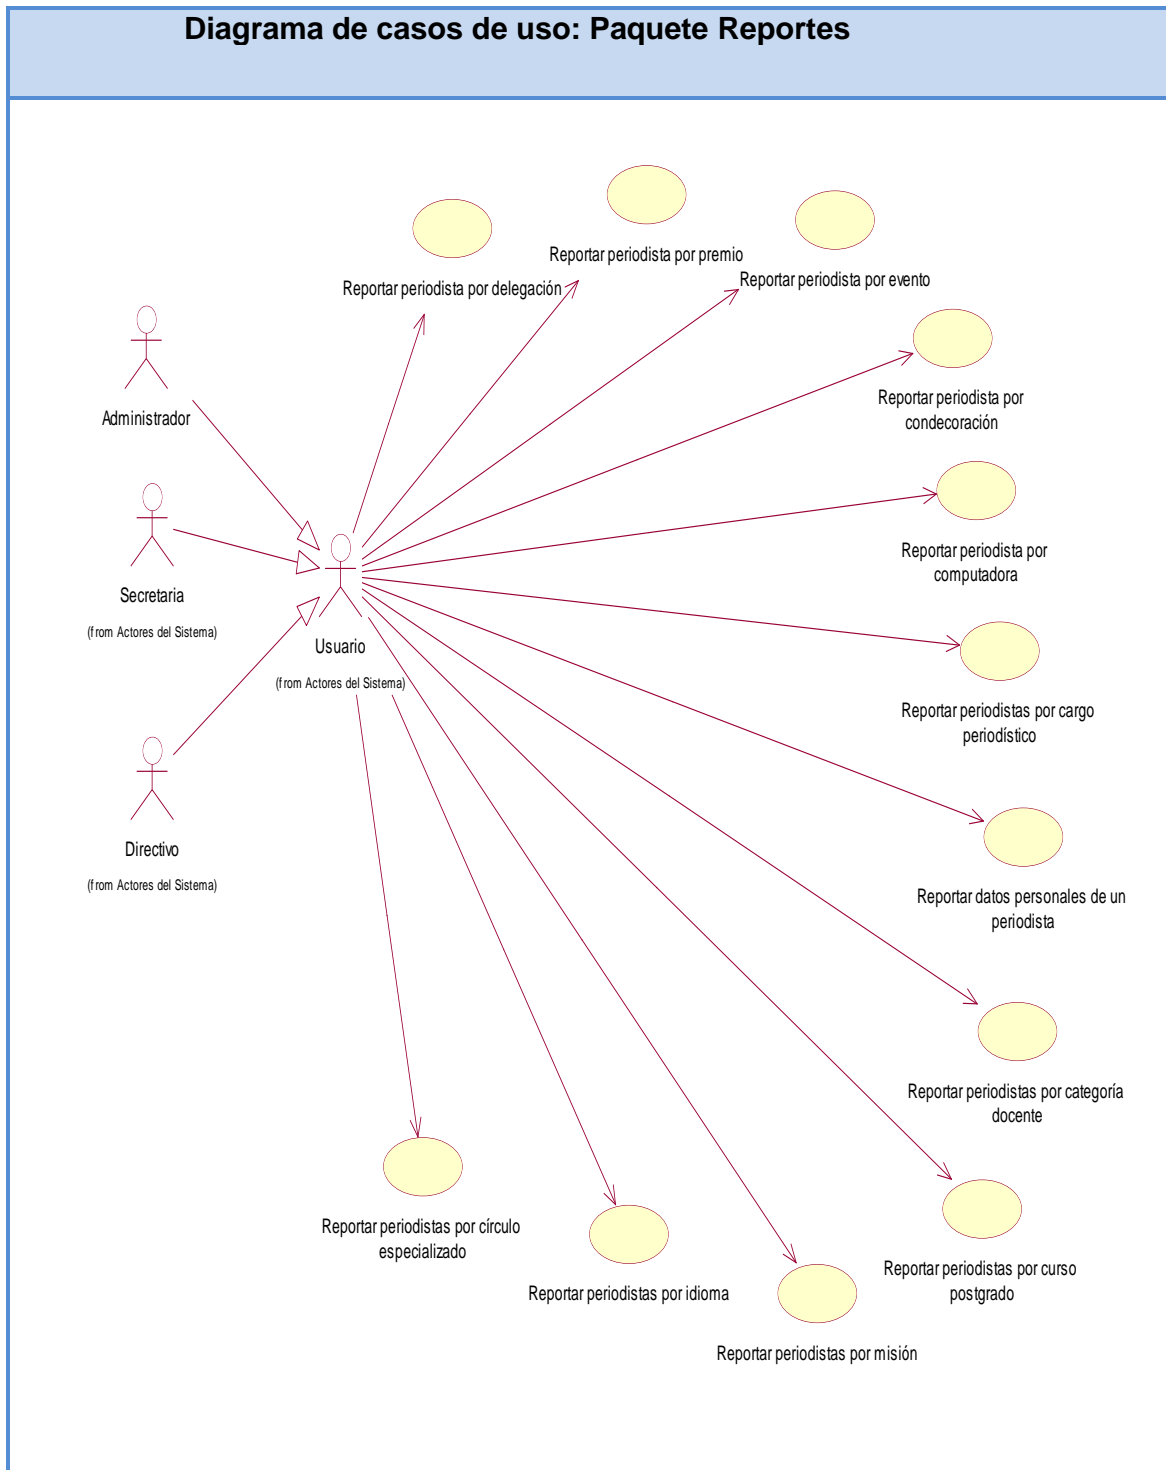 Diagrama de casos de uso: Paquete Reportes
Reportar periodista por premio
Reportar periodista por evento
Reportar periodista por delegación
Reportar periodista por
condecoración
Administrador
Reportar periodista por
computadora
Secretaria
(from Actores del Sistema)
Usuario
(from Actores del Sistema)
Reportar periodistas por cargo
periodístico
Directivo
(from Actores del Sistema)
Reportar datos personales de un
periodista
Reportar periodistas por categoría
docente
Reportar periodistas por círculo
especializado
Reportar periodistas por idioma
Reportar periodistas por curso
postgrado
Reportar periodistas por misión